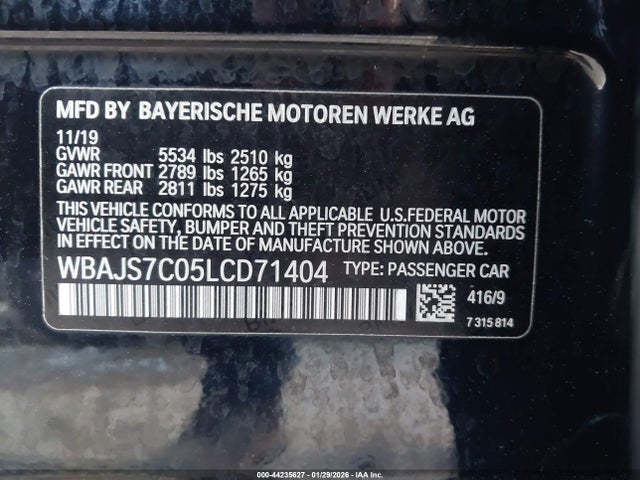 MFD BY BAYERISCHE MOTOREN WERKE AG
11/19
GVWR 5534 lbs 2510 kg
GAWR FRONT 2789 lbs 1265 kg
GAWR REAR 2811 lbs 1275 kg
THIS VEHICLE CONFORMS TO ALL APPLICABLE U.S.FEDERAL MOTOR
VEHICLE SAFETY, BUMPER AND THEFT PREVENTION STANDARDS
IN EFFECT ON THE DATE OF MANUFACTURE SHOWN ABOVE.
WBAJS7C05LCD71404 TYPE: PASSENGER CAR
416/9
7 315 814
000-44235627 - 01/29/2026 - IAA Inc.